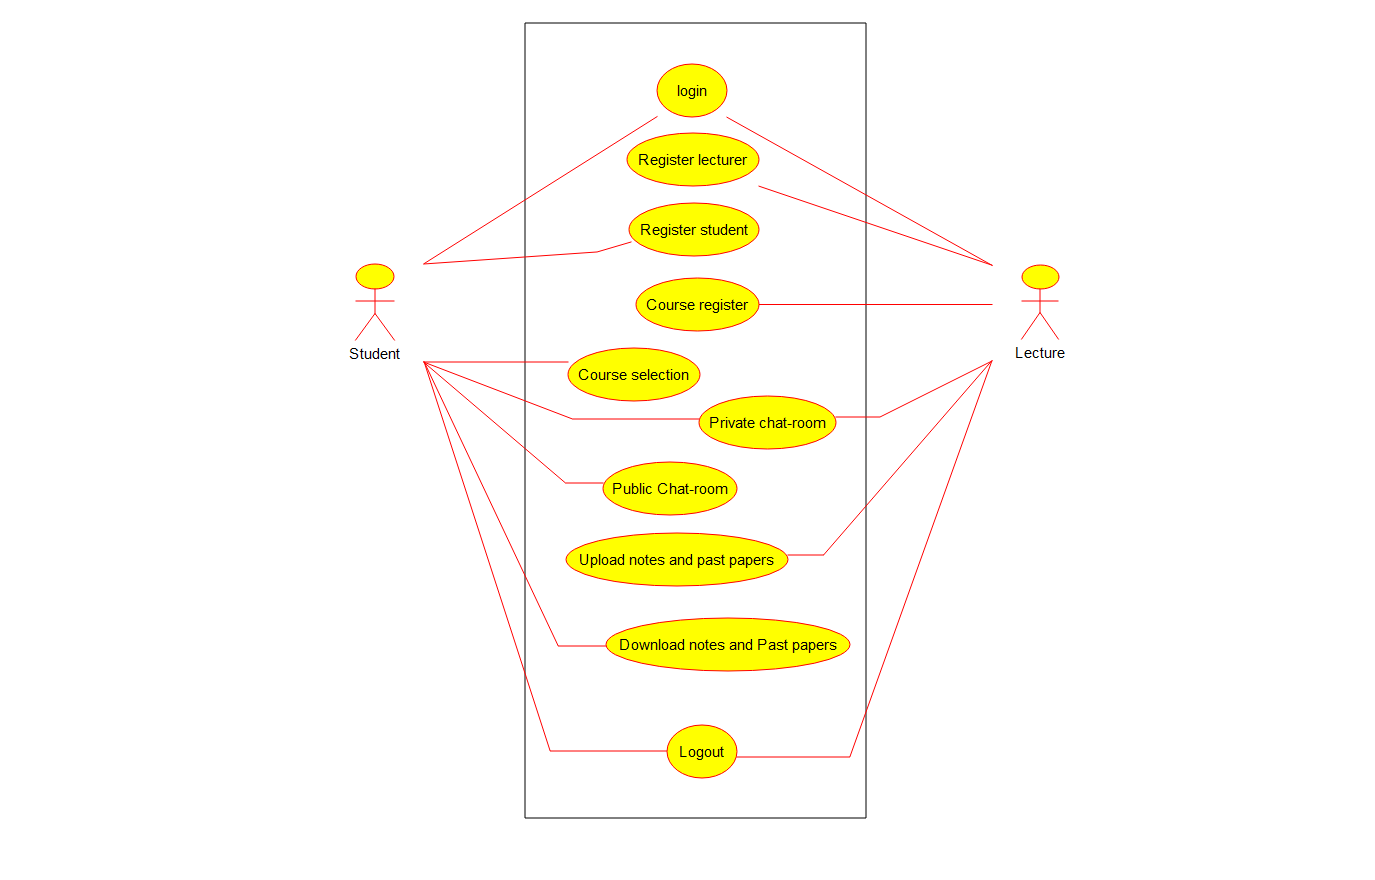 login
Register lecturer
Register student
Course register
Student
Lecture
Course selection
Private chat-room
Public Chat-room
Upload notes and past papers
Download notes and Past papers
Logout